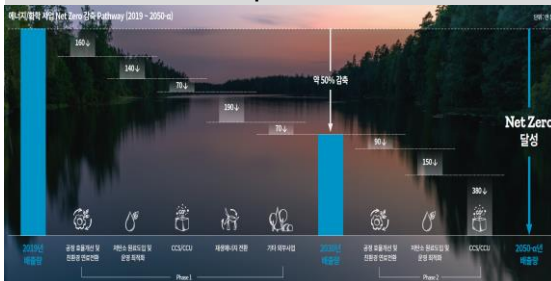 에너지/화학 사업 Net Zero 감축 Pathway (2019 ~ 2050-α)
160↓
140↓
70↓
290↓
70↓
약 50% 감축
90↓
150↓
380↓
Net Zero
달성
2019년
배출량
공정 효율개선 및
친환경 연료전환
저탄소 원료도입 및
운영 최적화
CCS/CCU
재생에너지 전환
기타 외부사업
2030년
배출량
공정 효율개선 및
친환경 연료전환
저탄소 원료도입 및
운영 최적화
CCS/CCU
2050-α년
배출량
Phase 1
Phase 2